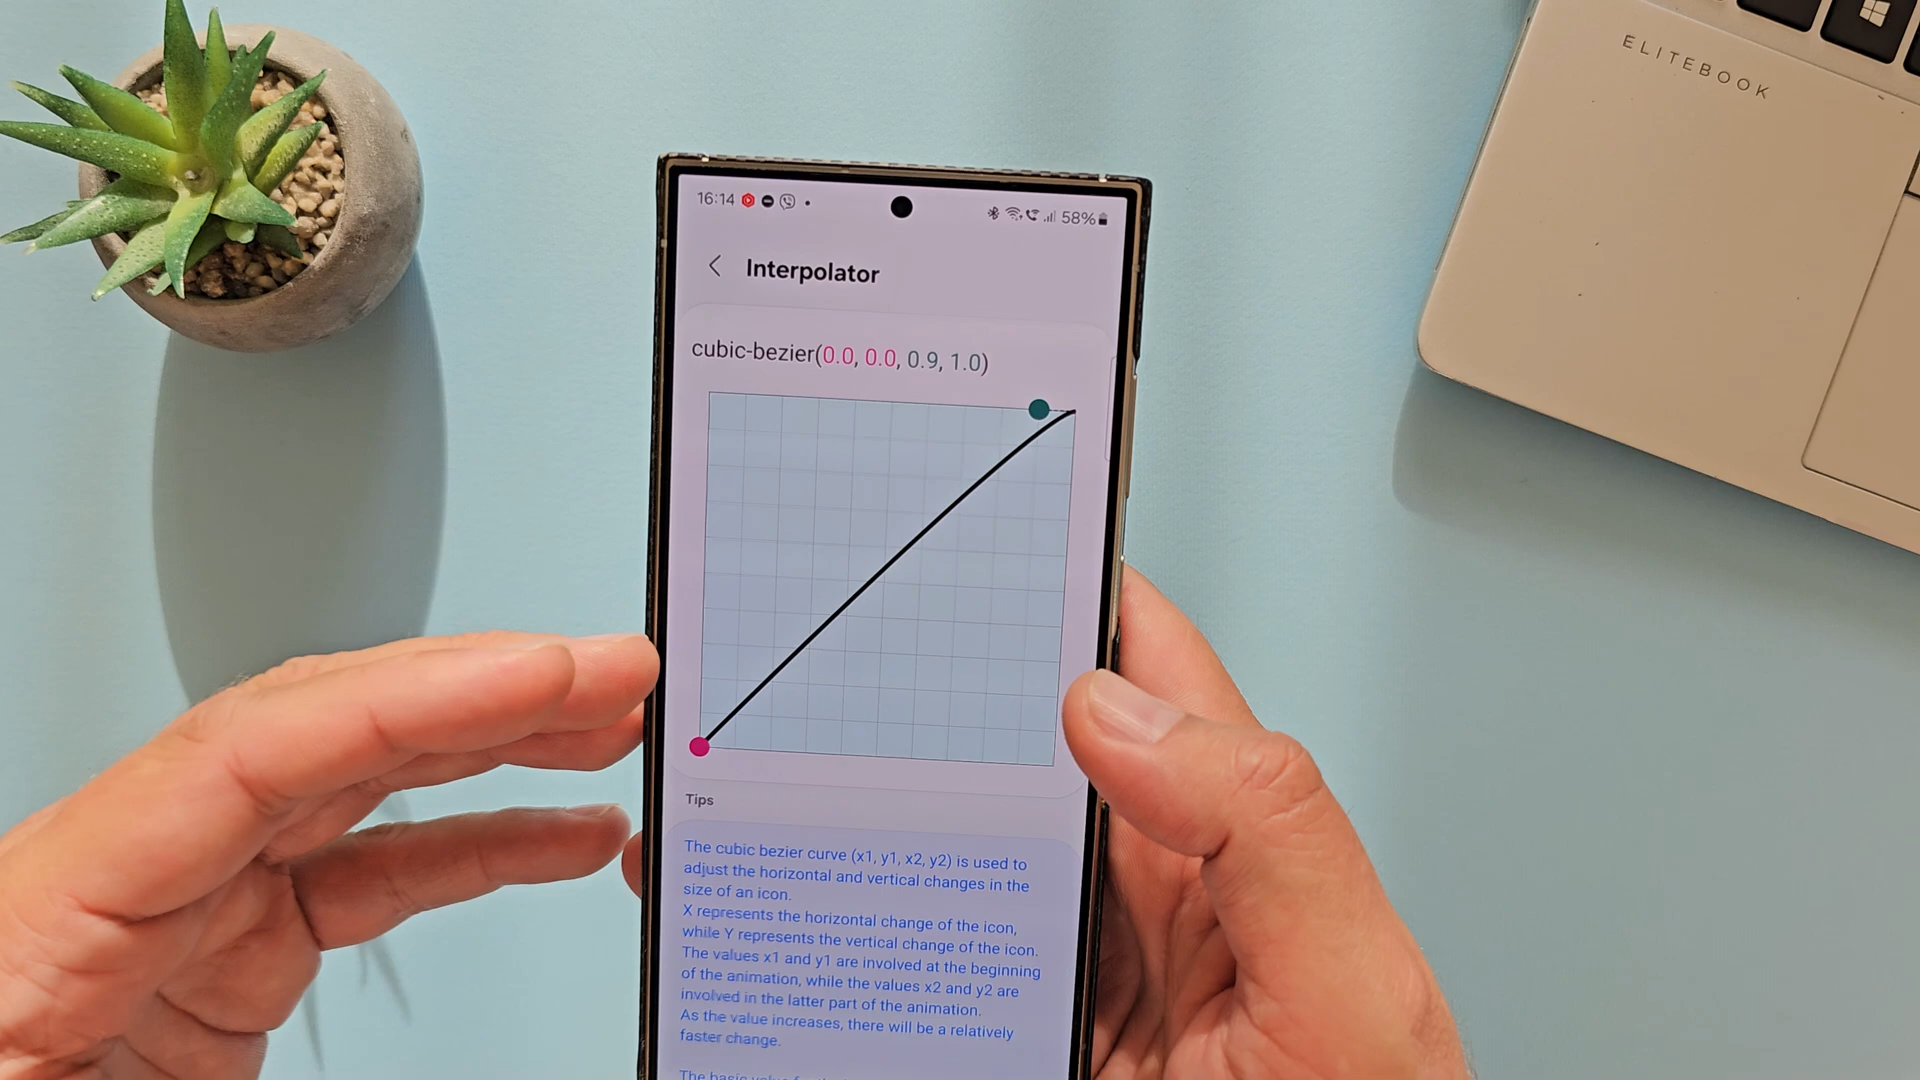 ELITEBOOK
16:14
58%
Interpolator
cubic-bezier(0.0, 0.0, 0.9, 1.0)
Tips
The cubic bezier curve (x1, y1, x2, y2) is used to
adjust the horizontal and vertical changes in the
size of an icon.
X represents the horizontal change of the icon,
while Y represents the vertical change of the icon.
The values x1 and y1 are involved at the beginning
of the animation, while the values x2 and y2 are
involved in the latter part of the animation.
As the value increases, there will be a relatively
faster change.
The basic value